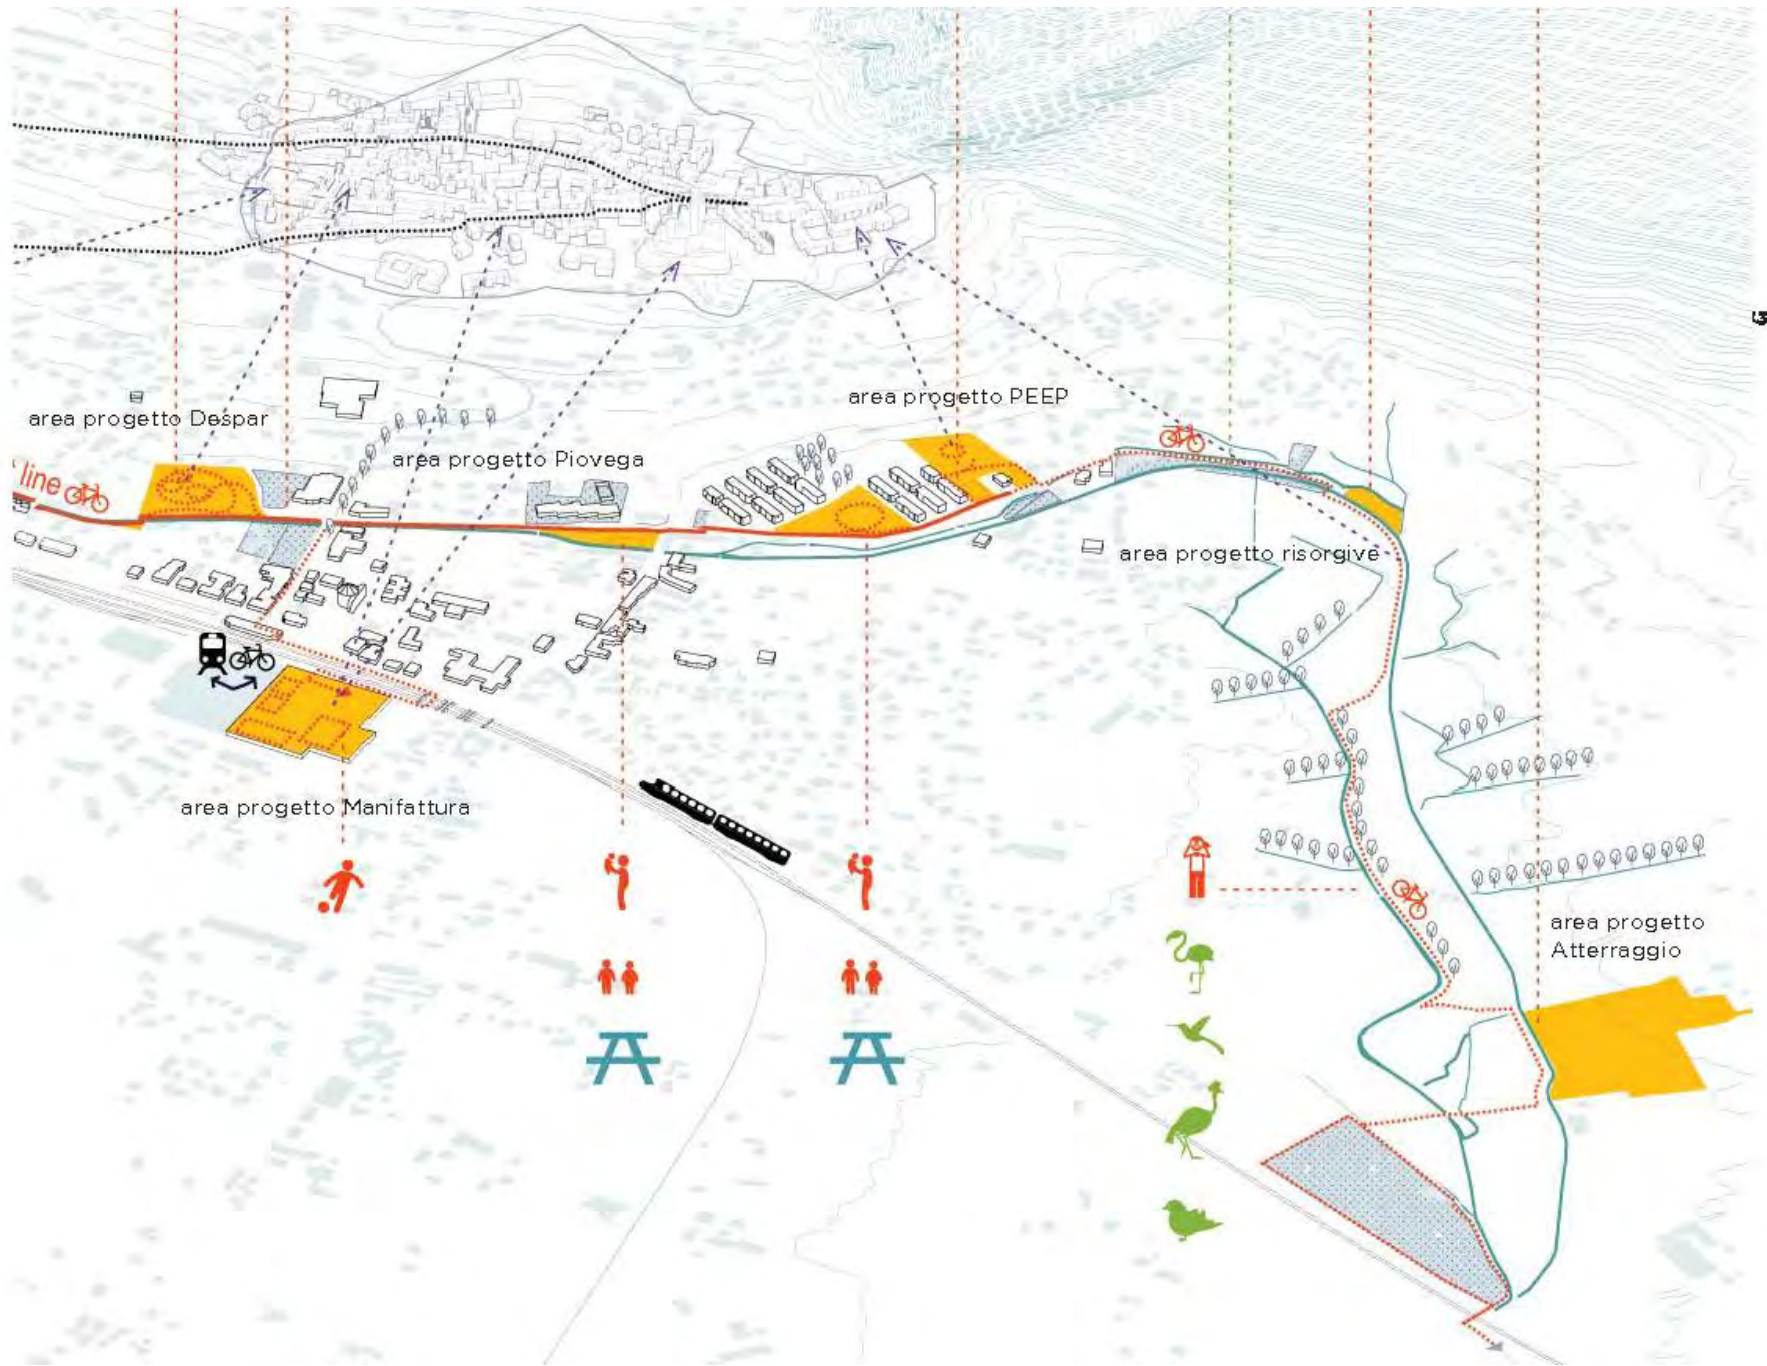 area progetto PEEP
area progetto Despar
area progetto Piovega
line
area progetto risorgive
area progetto Manifattura
area progetto
Atterraggio